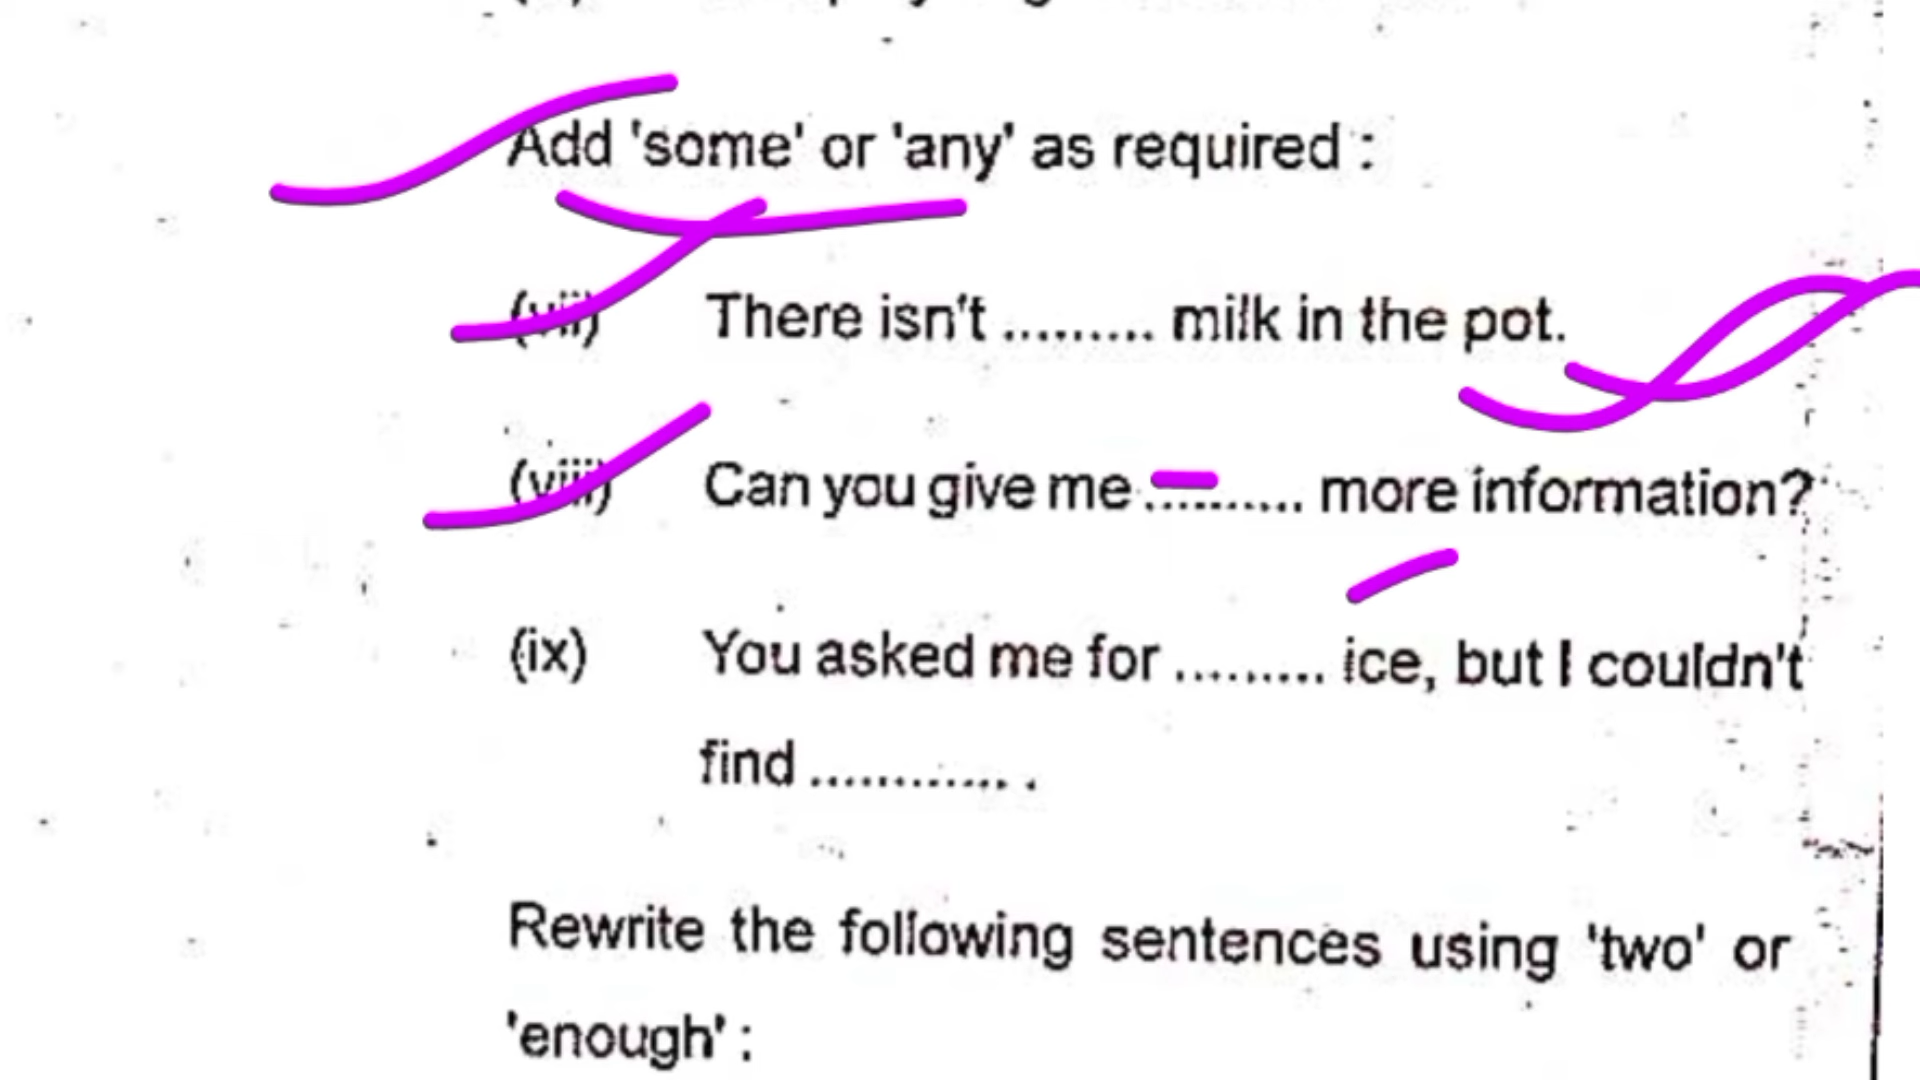 Add 'some' or 'any' as required :
(vii) There isn't ......... milk in the pot.
(viii) Can you give me .......... more information?
(ix) You asked me for ......... ice, but I couldn't
find ............. .
Rewrite the following sentences using 'two' or
'enough' :